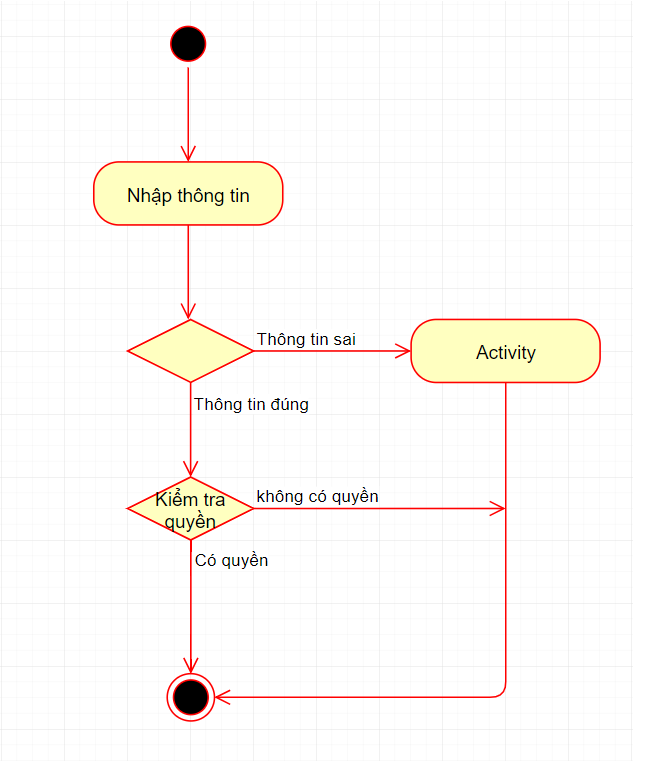 Nhập thông tin
Thông tin sai
Activity
Thông tin đúng
Kiểm tra
quyền
không có quyền
Có quyền